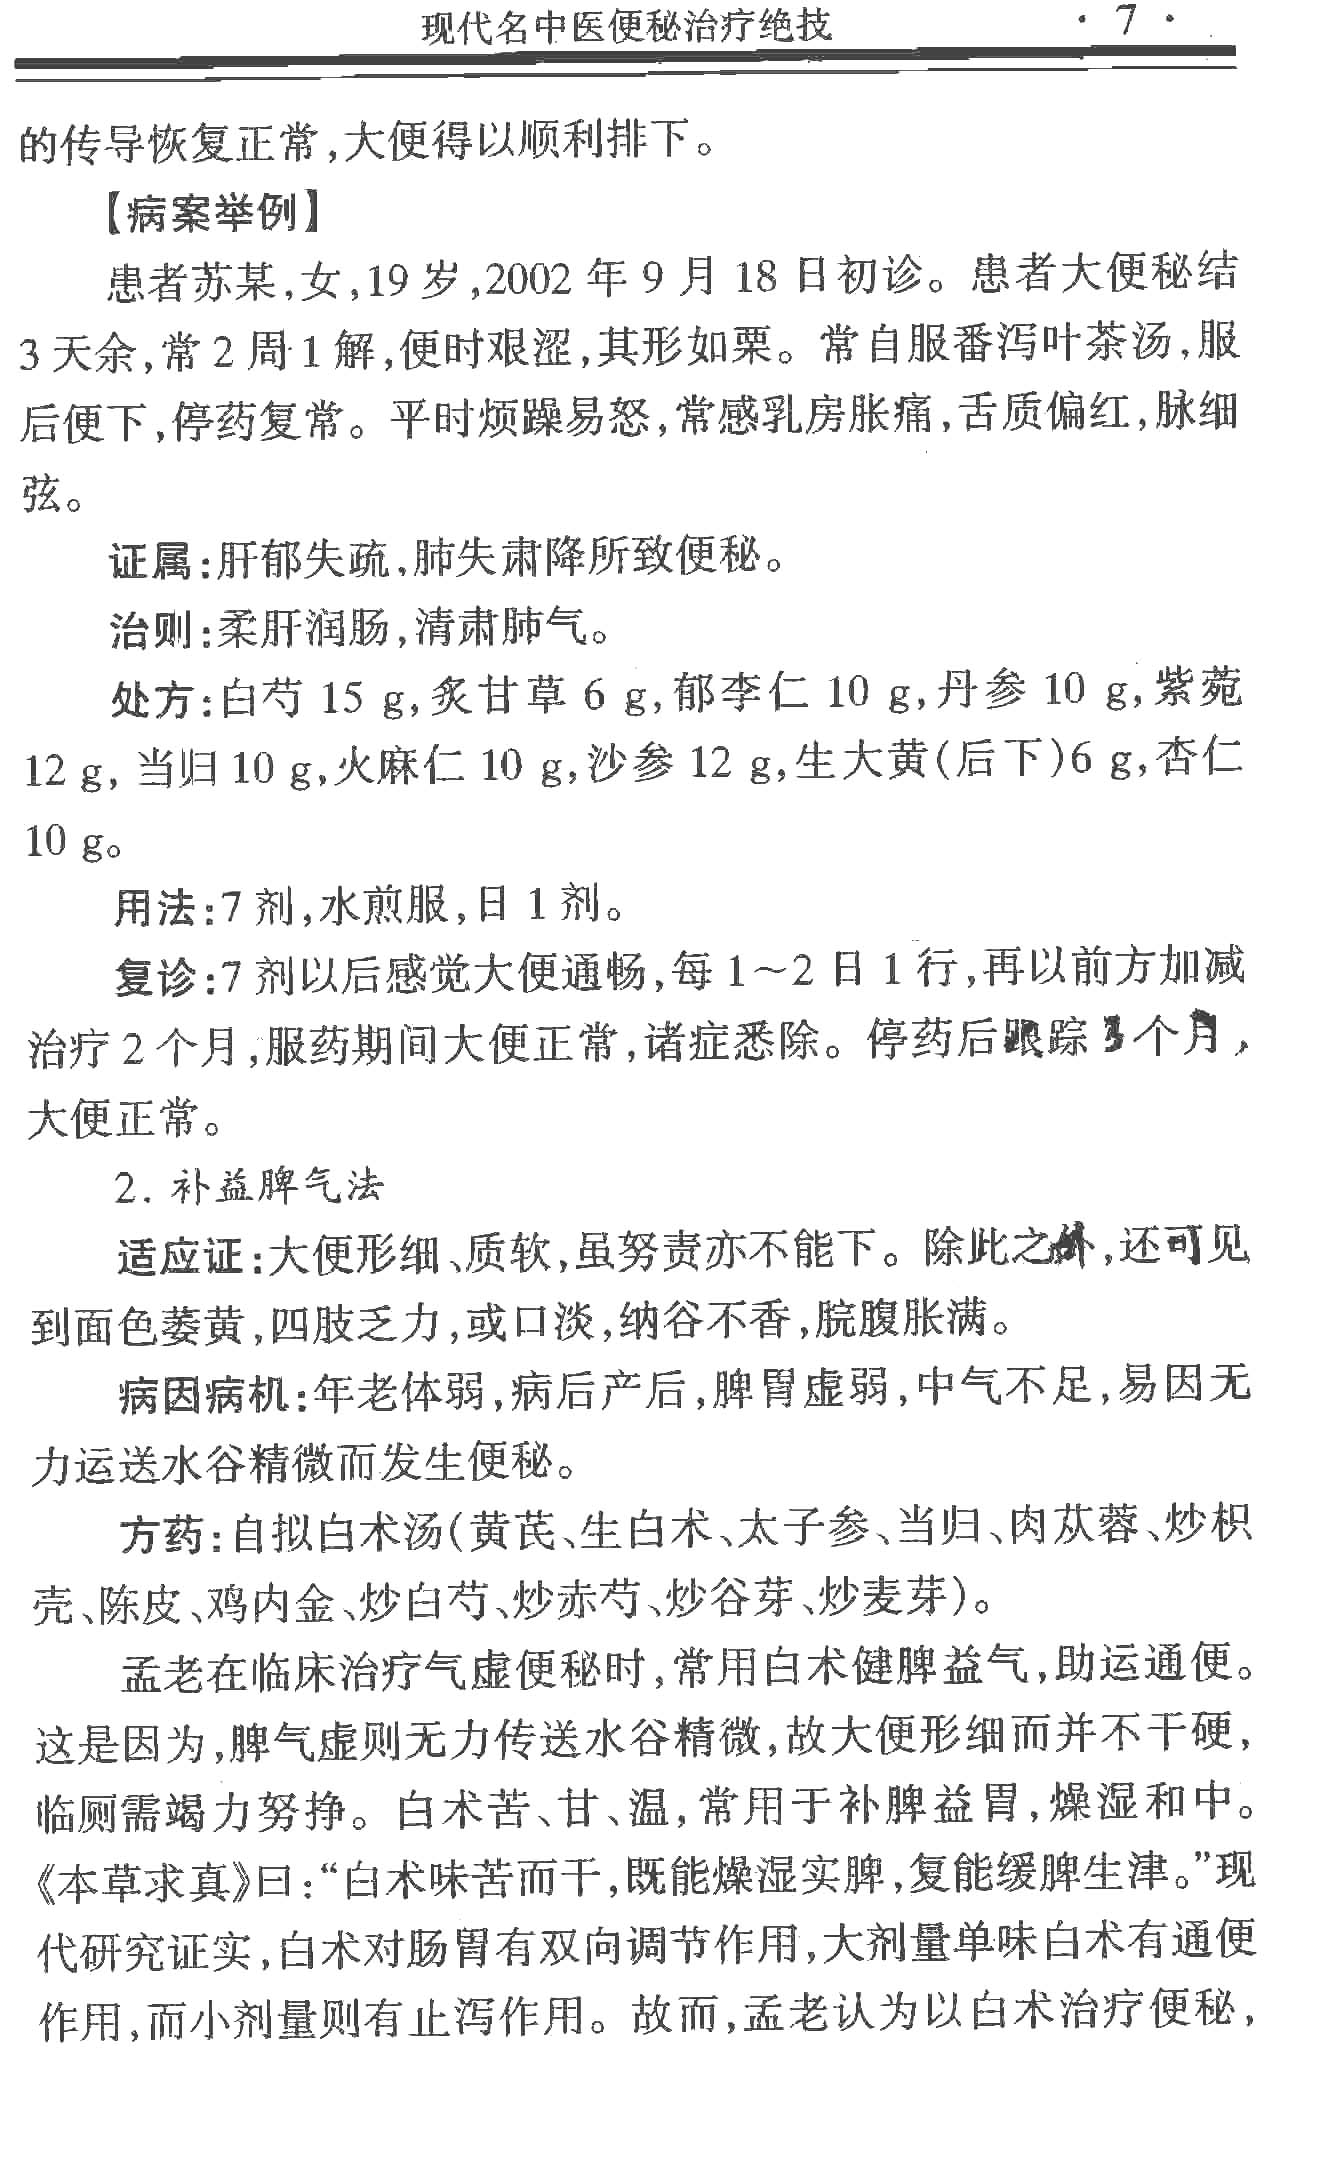 现代名中医便秘治疗绝技
· 7 ·
的传导恢复正常,大便得以顺利排下。
【病案举例】
患者苏某,女,19 岁,2002 年 9 月 18 日初诊。患者大便秘结
3 天余,常 2 周 1 解,便时艰涩,其形如栗。常自服番泻叶茶汤,服
后便下,停药复常。平时烦躁易怒,常感乳房胀痛,舌质偏红,脉细
弦。
证属:肝郁失疏,肺失肃降所致便秘。
治则:柔肝润肠,清肃肺气。
处方:白芍 15 g,炙甘草 6 g,郁李仁 10 g,丹参 10 g,紫菀
12 g, 当归 10 g,火麻仁 10 g,沙参 12 g,生大黄(后下)6 g,杏仁
10 g。
用法:7 剂,水煎服,日 1 剂。
复诊:7 剂以后感觉大便通畅,每 1~2 日 1 行,再以前方加减
治疗 2 个月,服药期间大便正常,诸症悉除。停药后跟踪 3 个月,
大便正常。
2. 补益脾气法
适应证:大便形细、质软,虽努责亦不能下。除此之外,还可见
到面色萎黄,四肢乏力,或口淡,纳谷不香,脘腹胀满。
病因病机:年老体弱,病后产后,脾胃虚弱,中气不足,易因无
力运送水谷精微而发生便秘。
方药:自拟白术汤(黄芪、生白术、太子参、当归、肉苁蓉、炒枳
壳、陈皮、鸡内金、炒白芍、炒赤芍、炒谷芽、炒麦芽)。
孟老在临床治疗气虚便秘时,常用白术健脾益气,助运通便。
这是因为,脾气虚则无力传送水谷精微,故大便形细而并不干硬,
临厕需竭力努挣。白术苦、甘、温,常用于补脾益胃,燥湿和中。
《本草求真》曰:“白术味苦而干,既能燥湿实脾,复能缓脾生津。”现
代研究证实,白术对肠胃有双向调节作用,大剂量单味白术有通便
作用,而小剂量则有止泻作用。故而,孟老认为以白术治疗便秘,